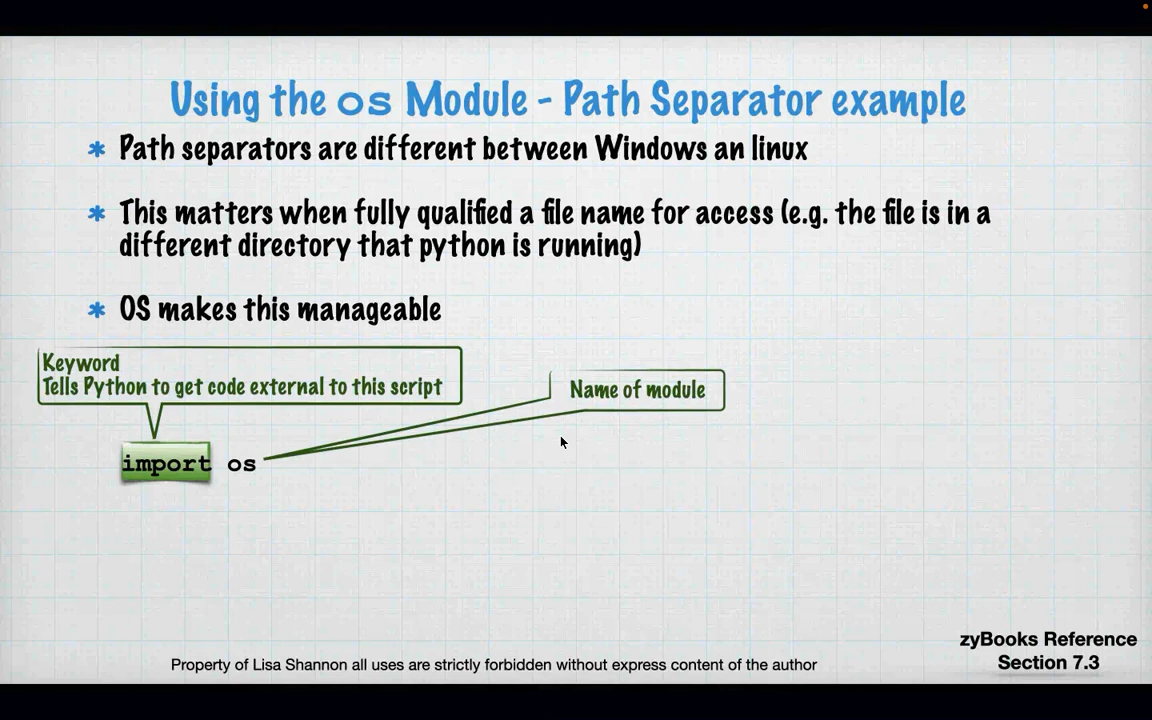 Using the os Module - Path Separator example
* Path separators are different between Windows an linux
* This matters when fully qualified a file name for access (e.g. the file is in a
different directory that python is running)
* OS makes this manageable
Keyword
Tells Python to get code external to this script
Name of module
import os
zyBooks Reference
Section 7.3
Property of Lisa Shannon all uses are strictly forbidden without express content of the author